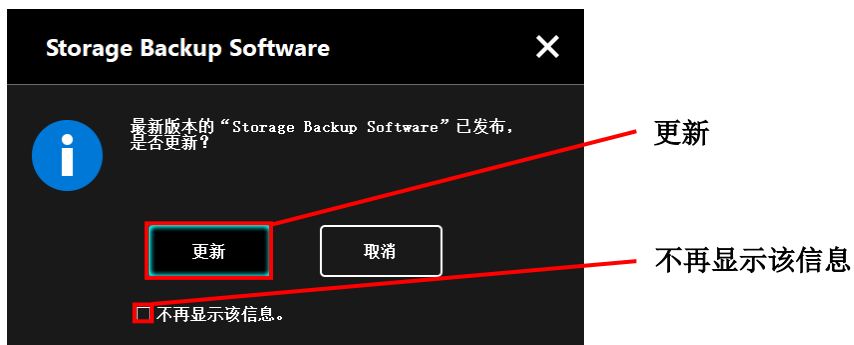 Storage Backup Software
最新版本的“Storage Backup Software”已发布，
是否更新？
更新
更新
取消
不再显示该信息
不再显示该信息。